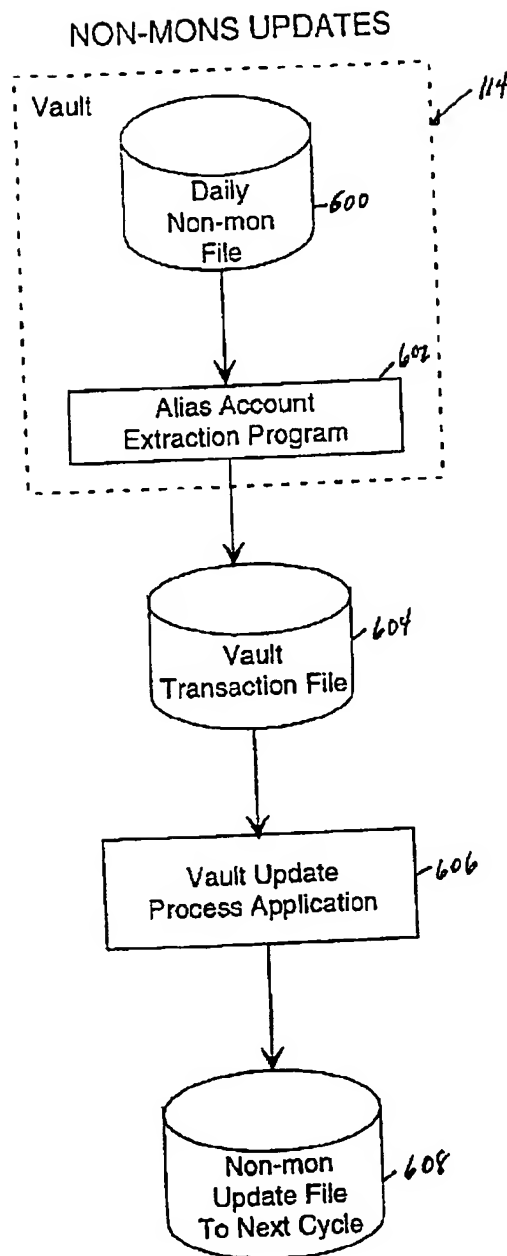 NON-MONS UPDATES
114
Vault
Daily
Non-mon
File
600
602
Alias Account
Extraction Program
604
Vault
Transaction File
606
Vault Update
Process Application
608
Non-mon
Update File
To Next Cycle